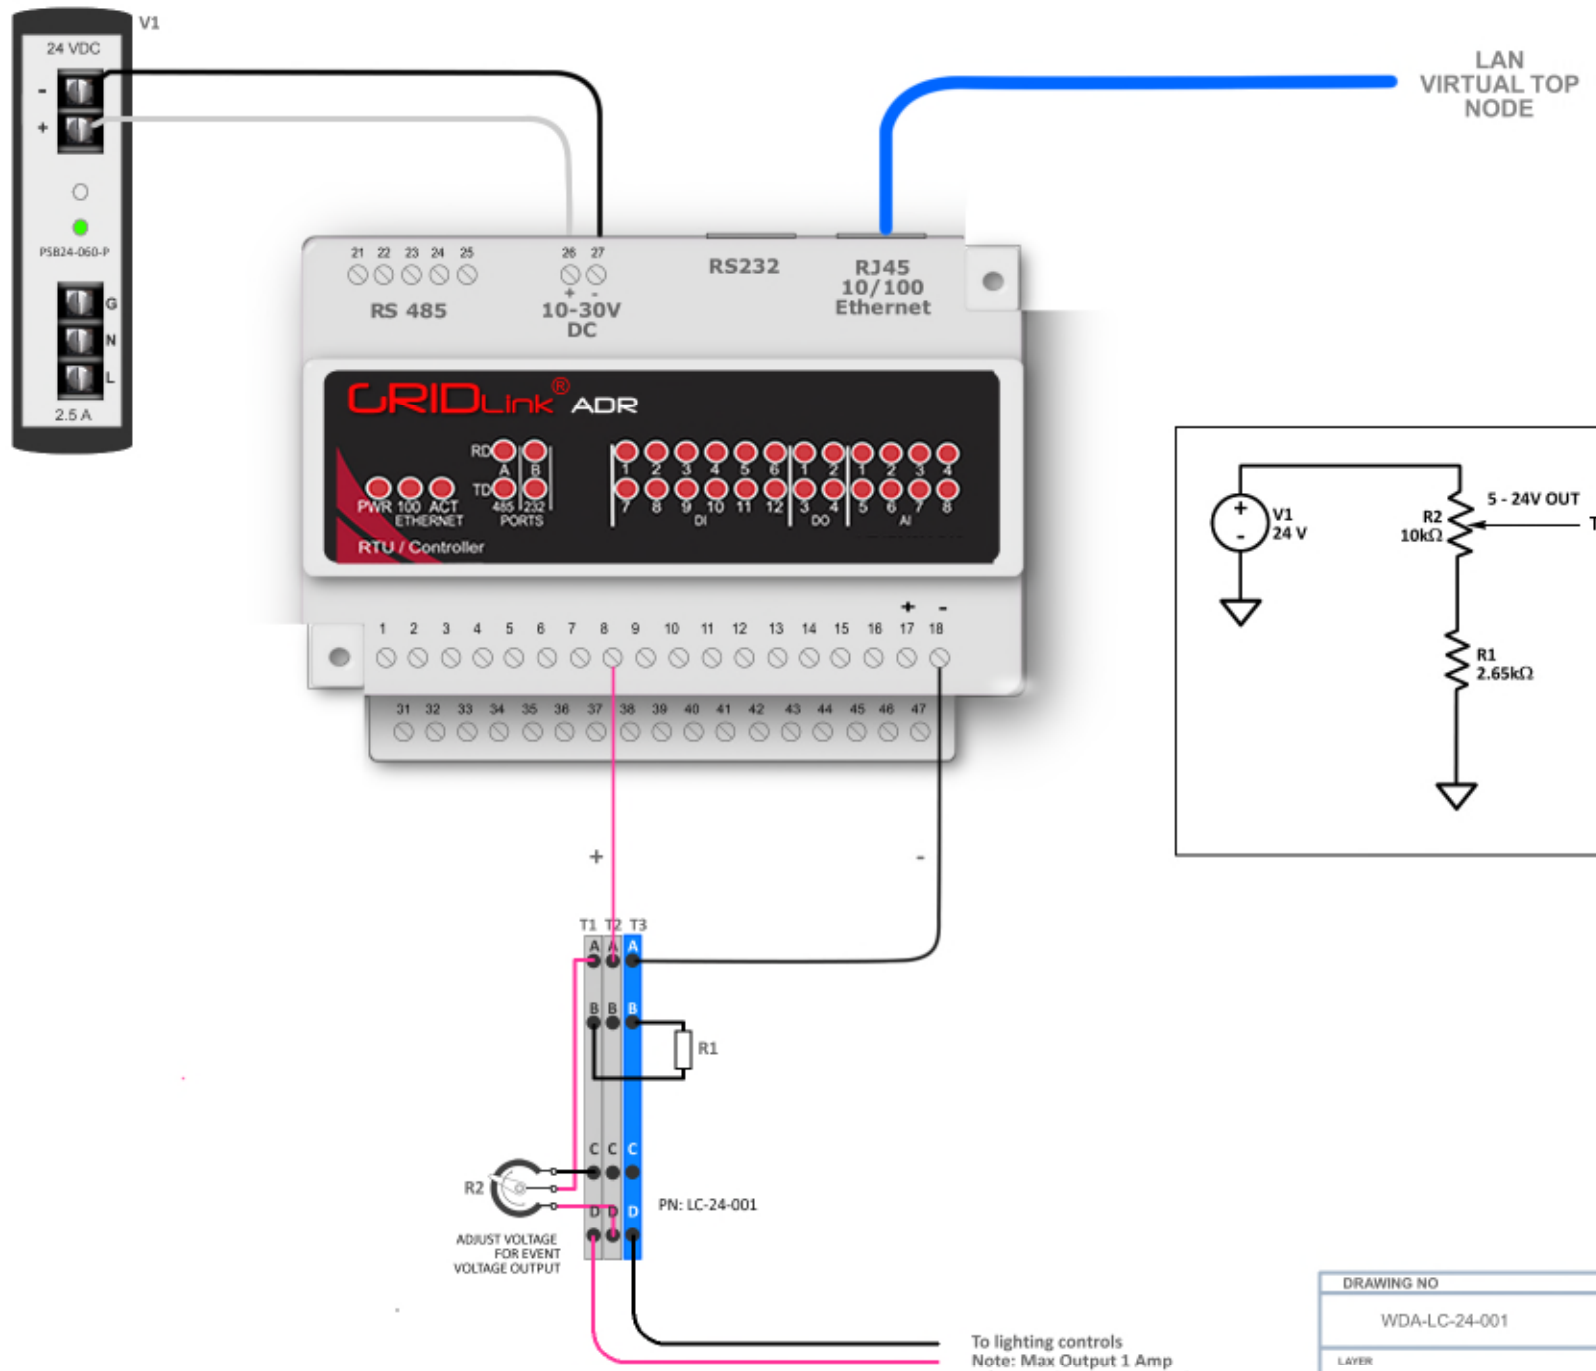 V1
24 VDC
-
+
PSB24-060-P
G
N
L
2.5 A
LAN
VIRTUAL TOP
NODE
21 22 23 24 25
RS 485
26 27
+ -
10-30V
DC
RS232
RJ45
10/100
Ethernet
GRIDLink® ADR
RD
A B
TD
485 232
PORTS
PWR 100 ACT
ETHERNET
1 2 3 4 5 6 1 2 1 2 3 4
7 8 9 10 11 12 3 4 5 6 7 8
DI DO AI
RTU / Controller
+ -
1 2 3 4 5 6 7 8 9 10 11 12 13 14 15 16 17 18
31 32 33 34 35 36 37 38 39 40 41 42 43 44 45 46 47
+
-
V1
24 V
+
-
R2
10kΩ
5 - 24V OUT
T
R1
2.65kΩ
T1 T2 T3
A A A
B B B
R1
C C C
R2
D D D
PN: LC-24-001
ADJUST VOLTAGE
FOR EVENT
VOLTAGE OUTPUT
To lighting controls
Note: Max Output 1 Amp
DRAWING NO
WDA-LC-24-001
LAYER